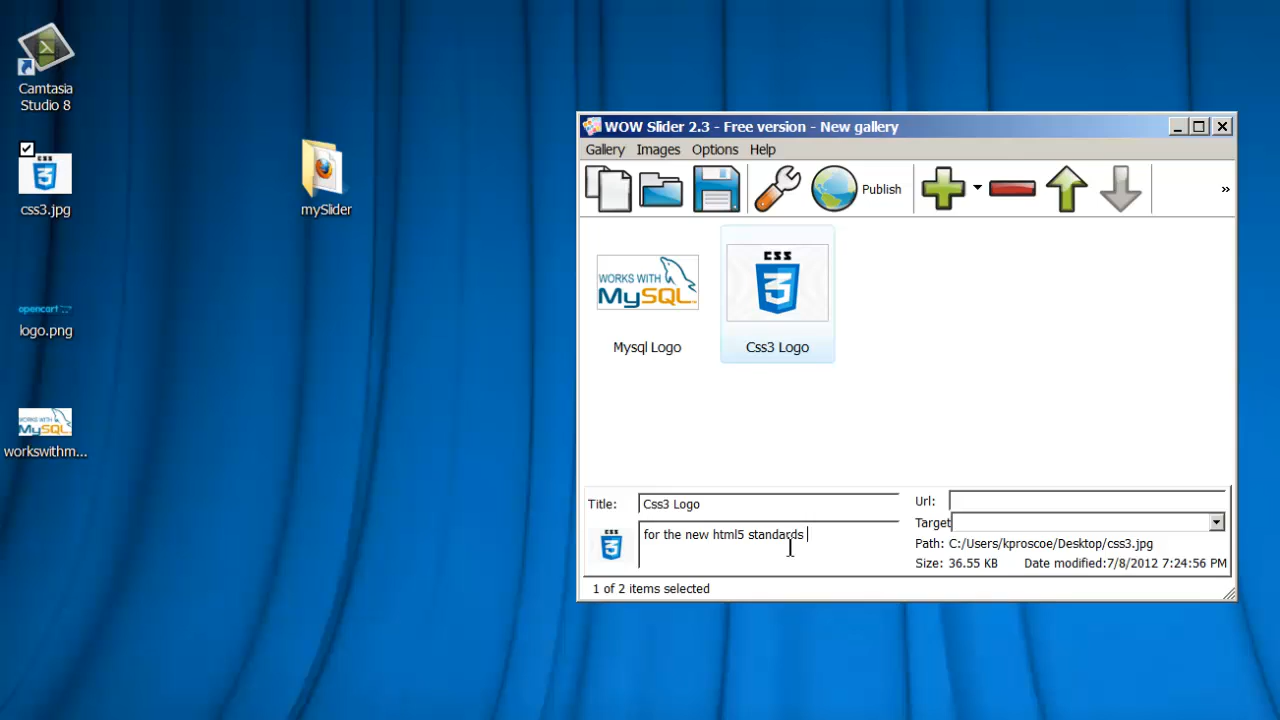 Camtasia
Studio 8
CSS
3
css3.jpg
opencart
logo.png
WORKS WITH
MySQL
workswithm...
mySlider
WOW Slider 2.3 - Free version - New gallery
Gallery Images Options Help
Publish
»
WORKS WITH
MySQL
Mysql Logo
CSS
3
Css3 Logo
Title: Css3 Logo
CSS
3
for the new html5 standards
Url:
Target
Path: C:/Users/kproscoe/Desktop/css3.jpg
Size: 36.55 KB Date modified:7/8/2012 7:24:56 PM
1 of 2 items selected